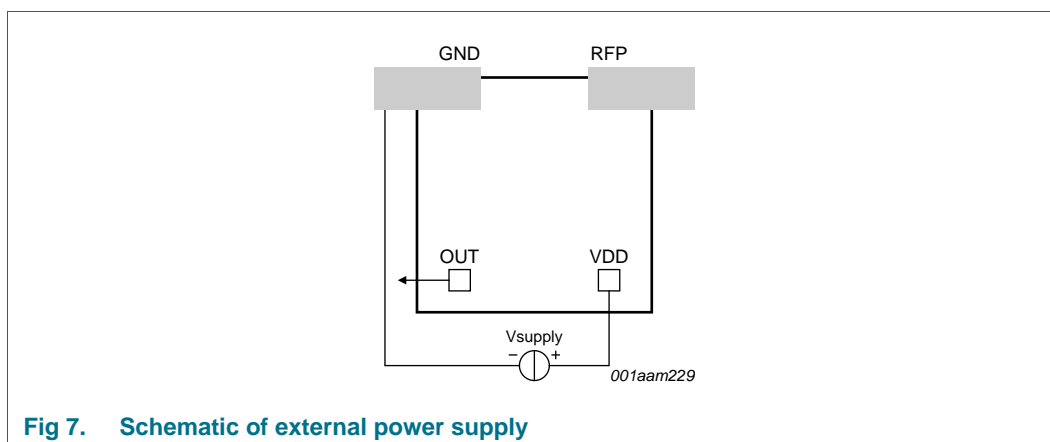 GND RFP
OUT VDD
Vsupply
− +
001aam229
Fig 7. Schematic of external power supply